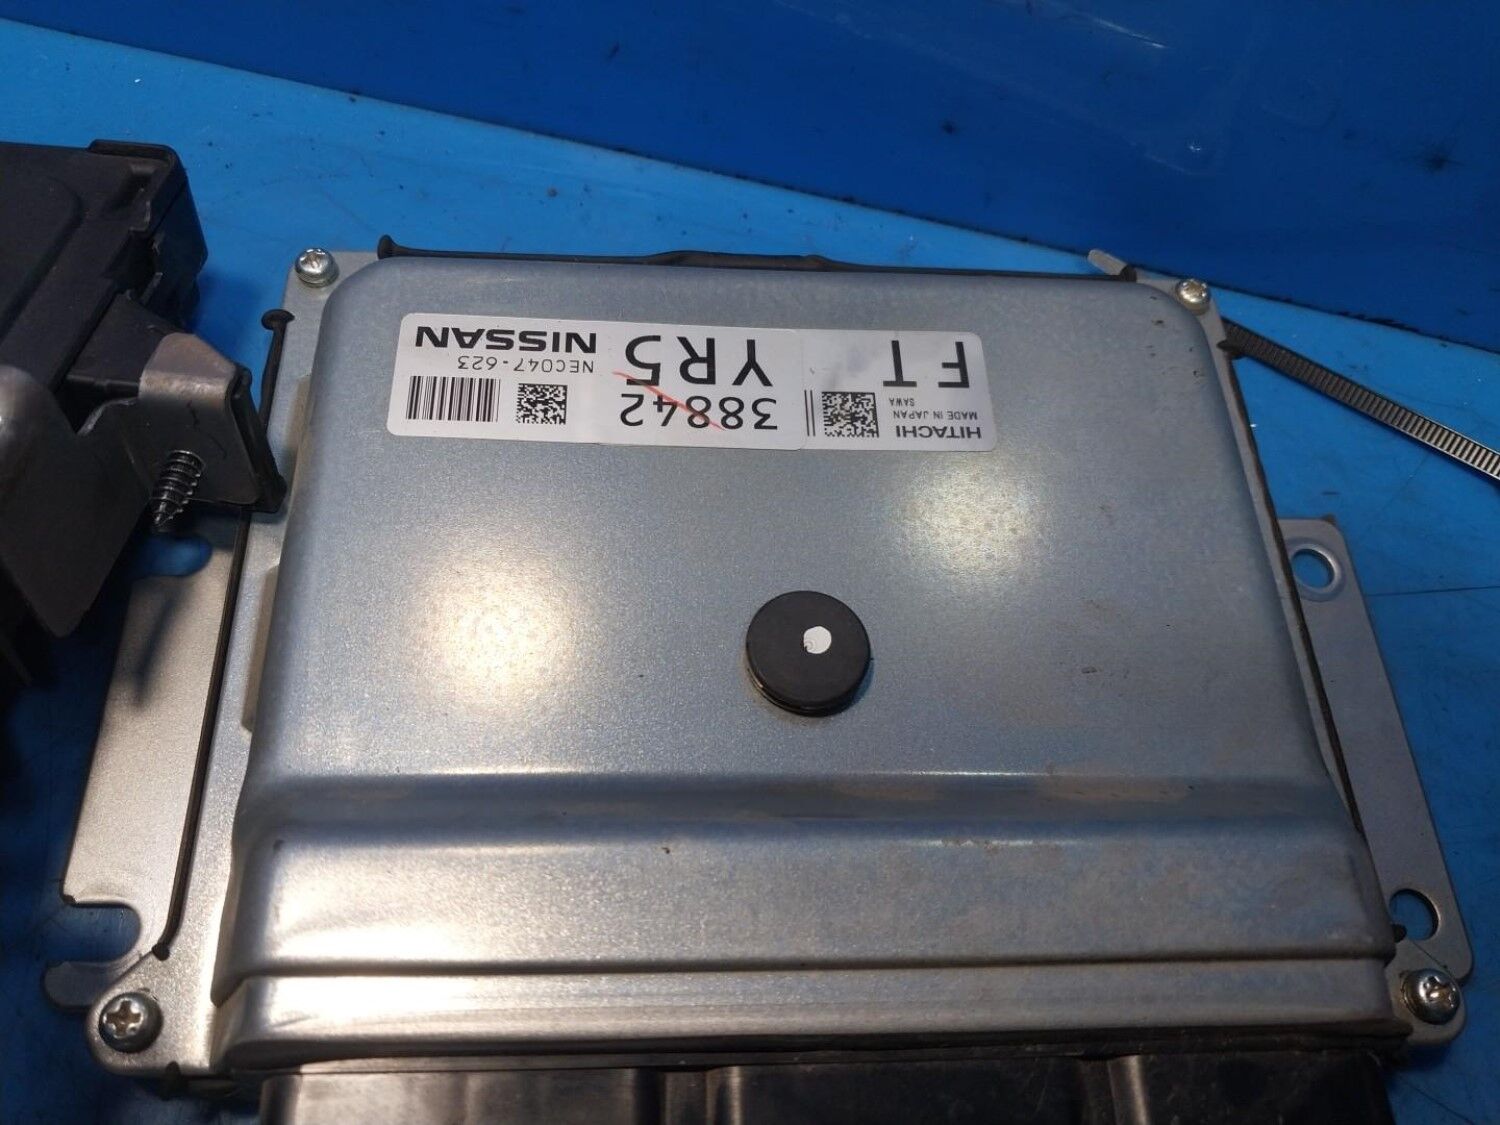 HITACHI
MADE IN JAPAN
SAWA
FT
38842
YR5
NEC047-623
NISSAN